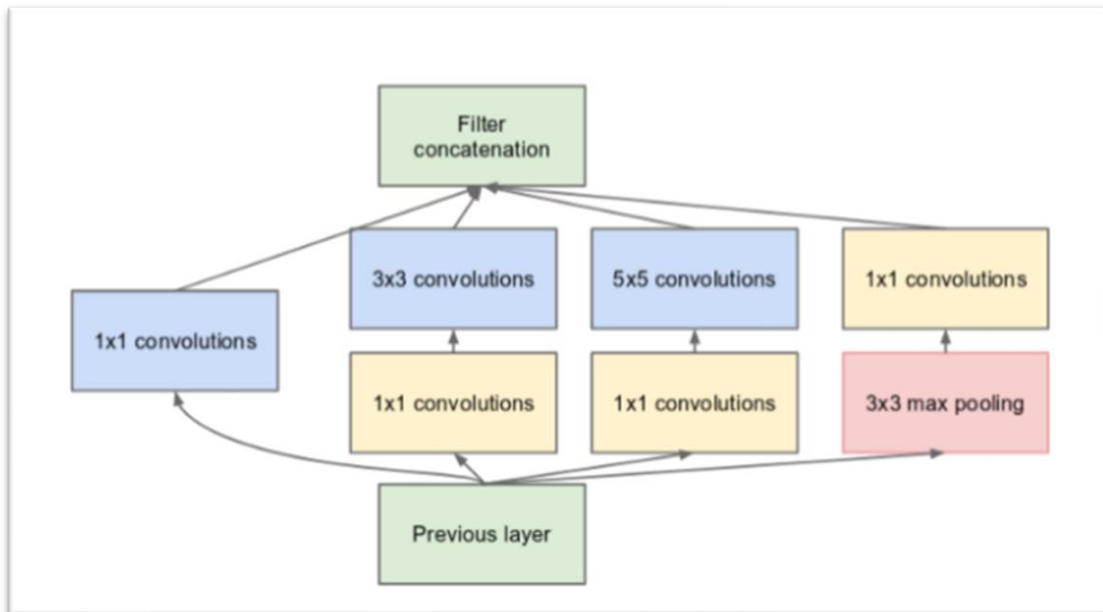 Filter
concatenation
3x3 convolutions
5x5 convolutions
1x1 convolutions
1x1 convolutions
1x1 convolutions
1x1 convolutions
3x3 max pooling
Previous layer